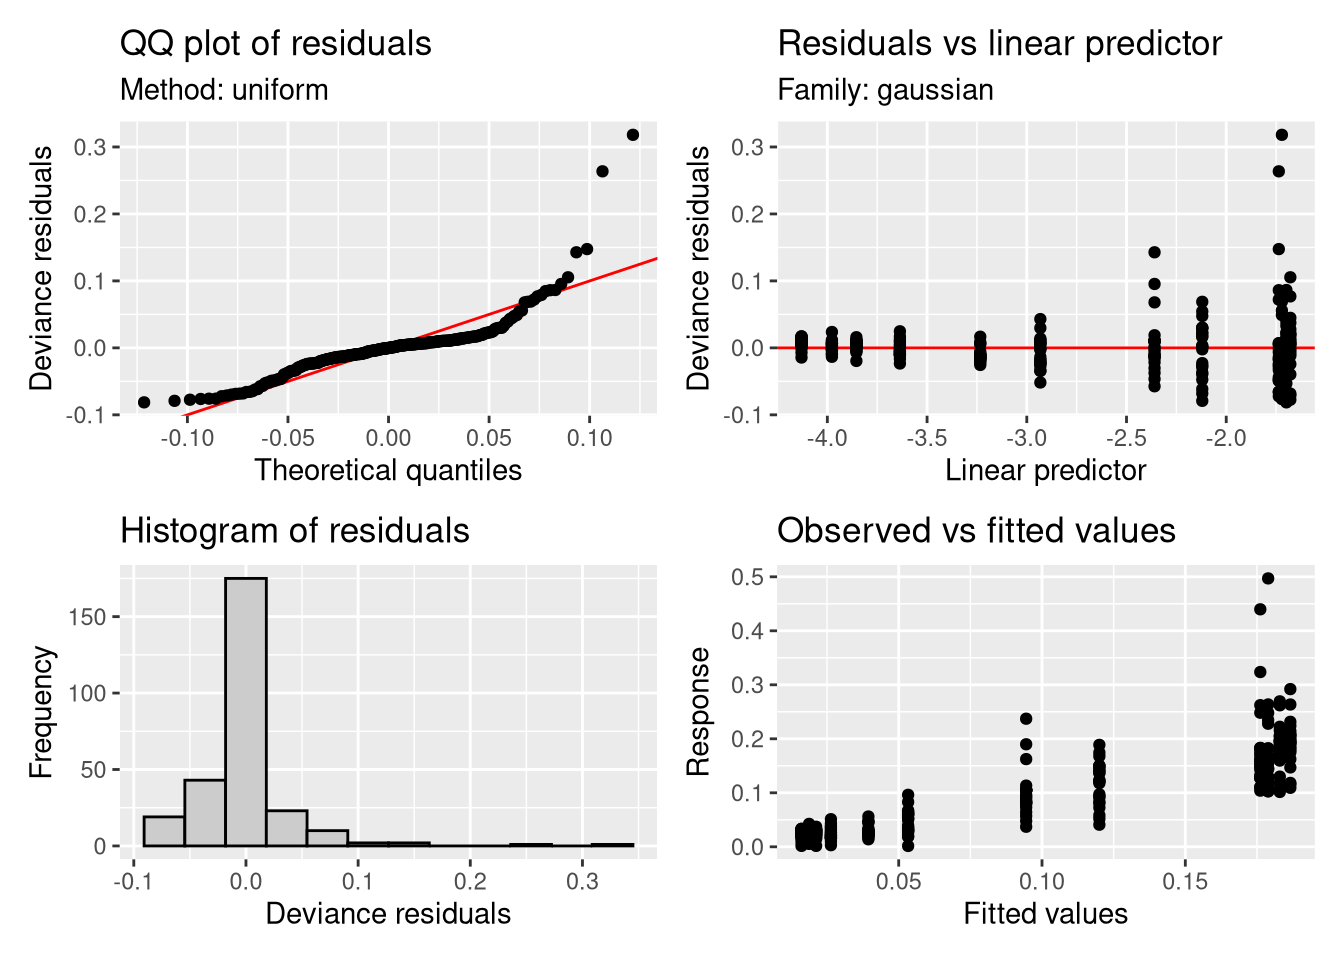 QQ plot of residuals
Method: uniform
Deviance residuals
0.3
0.2
0.1
0.0
-0.1
-0.10
-0.05
0.00
0.05
0.10
Theoretical quantiles
Residuals vs linear predictor
Family: gaussian
Deviance residuals
0.3
0.2
0.1
0.0
-0.1
-4.0
-3.5
-3.0
-2.5
-2.0
Linear predictor
Histogram of residuals
Frequency
150
100
50
0
-0.1
0.0
0.1
0.2
0.3
Deviance residuals
Observed vs fitted values
Response
0.5
0.4
0.3
0.2
0.1
0.0
0.05
0.10
0.15
Fitted values